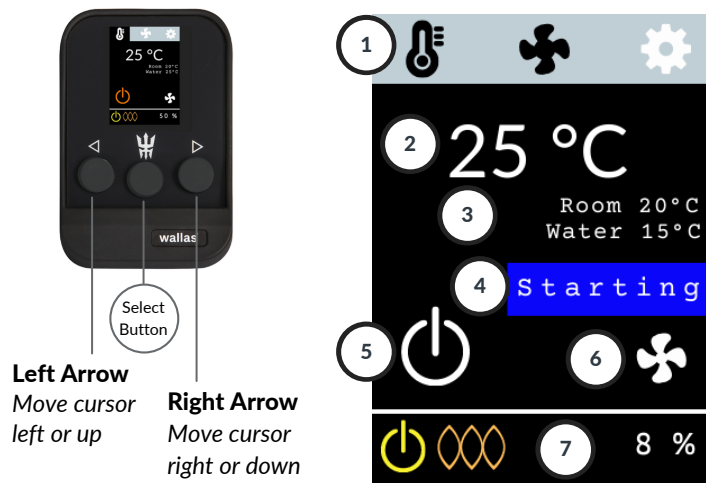 25 °C
Room 20°C
Water 25°C
50 %
wallas
Select
Button
Left Arrow
Move cursor
left or up
Right Arrow
Move cursor
right or down
1
2
25 °C
3
Room 20°C
Water 15°C
4
Starting
5
6
7
8 %